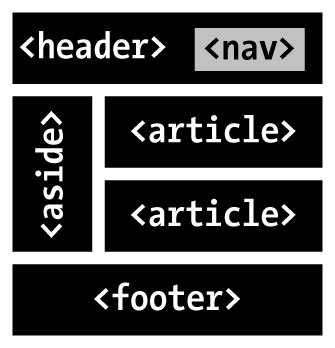 <header> <nav>
<aside>
<article>
<article>
<footer>